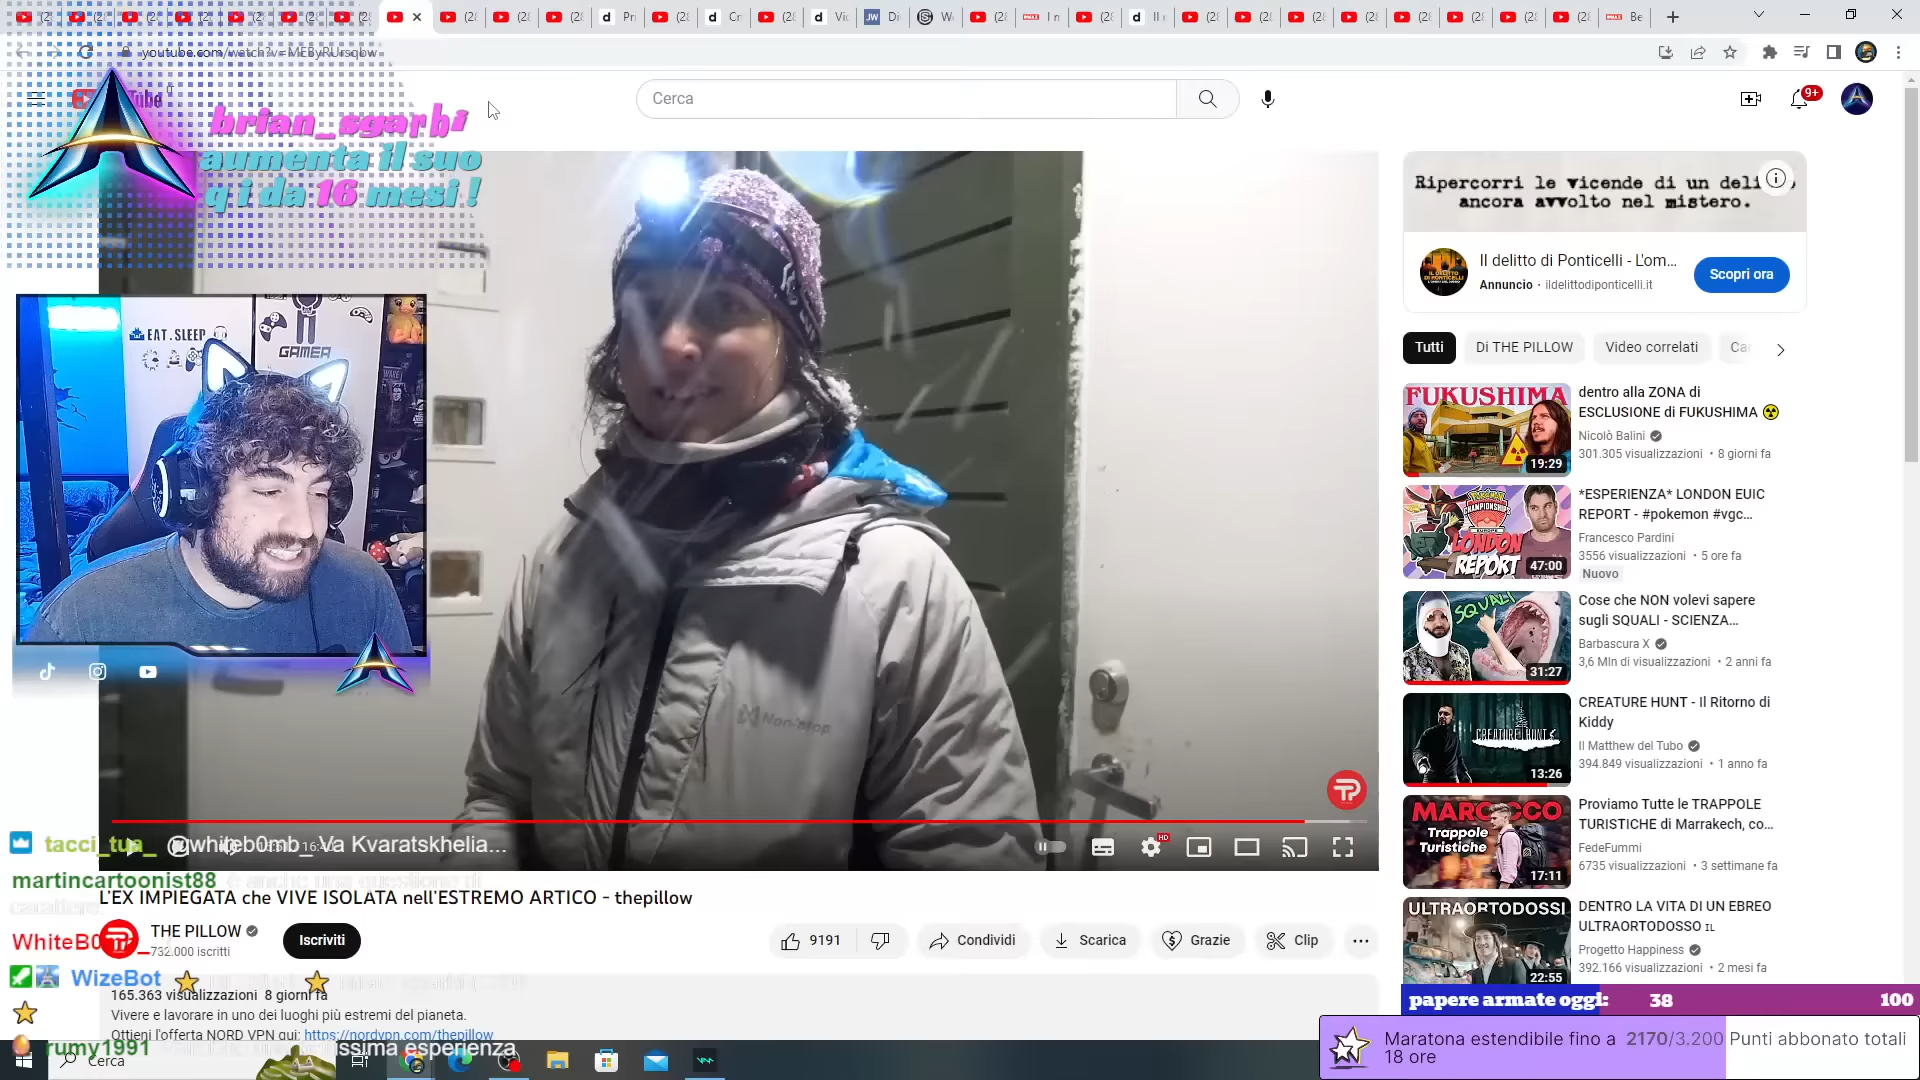 youtube.com/watch?v=MEByRUrsqbw
Cerca
9+
brian_sgarbi
aumenta il suo
qi da 16 mesi !
EAT.SLEEP
GAMER
Non-Stop
Ripercorri le vicende di un deli
ancora avvolto nel mistero.
Il delitto di Ponticelli - L'om...
Annuncio · ildelittodiponticelli.it
Scopri ora
Tutti
Di THE PILLOW
Video correlati
FUKUSHIMA
19:29
dentro alla ZONA di
ESCLUSIONE di FUKUSHIMA ☢
Nicolò Balini
301.305 visualizzazioni • 8 giorni fa
LONDON
REPORT
47:00
*ESPERIENZA* LONDON EUIC
REPORT - #pokemon #vgc...
Francesco Pardini
3556 visualizzazioni • 5 ore fa
Nuovo
SQUALI
31:27
Cose che NON volevi sapere
sugli SQUALI - SCIENZA...
Barbascura X
3,6 Mln di visualizzazioni • 2 anni fa
CREATURE HUNT
13:26
CREATURE HUNT - Il Ritorno di
Kiddy
Il Matthew del Tubo
394.849 visualizzazioni • 1 anno fa
MAROCCO
Trappole
Turistiche
17:11
Proviamo Tutte le TRAPPOLE
TURISTICHE di Marrakech, co...
FedeFummi
6735 visualizzazioni • 3 settimane fa
ULTRAORTODOSSI
22:55
DENTRO LA VITA DI UN EBREO
ULTRAORTODOSSO IL
Progetto Happiness
392.166 visualizzazioni • 2 mesi fa
HD
tacci_tua_ @whiteb0mb_ Va Kvaratskhelia...
martincartoonist88
L'EX IMPIEGATA che VIVE ISOLATA nell'ESTREMO ARTICO - thepillow
THE PILLOW
732.000 iscritti
Iscriviti
9191
Condividi
Scarica
Grazie
Clip
WizeBot
165.363 visualizzazioni 8 giorni fa
Vivere e lavorare in uno dei luoghi più estremi del pianeta.
Ottieni l'offerta NORD VPN qui: https://nordvpn.com/thepillow
rumy1991
Cerca
papere armate oggi: 38 100
Maratona estendibile fino a
18 ore
2170/3.200
Punti abbonato totali